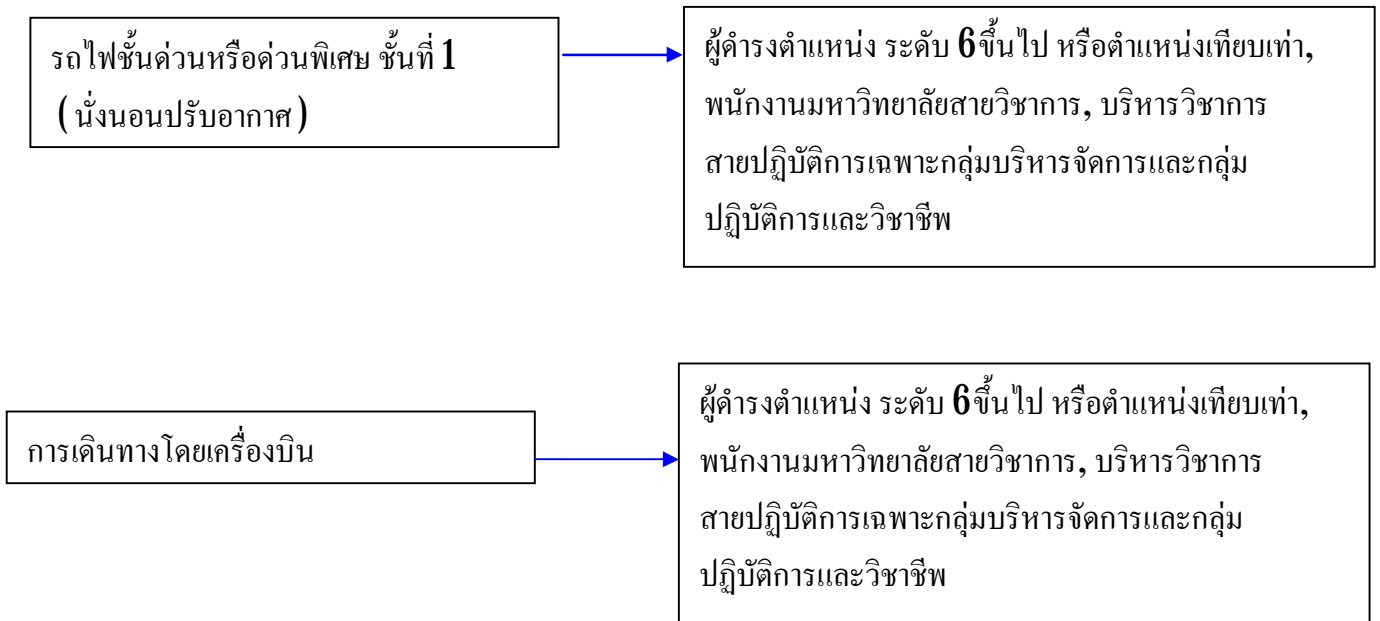 รถไฟชั้นด่วนหรือด่วนพิเศษ ชั้นที่ 1
( นั่งนอนปรับอากาศ )
ผู้ดำรงตำแหน่ง ระดับ 6 ขึ้นไป หรือตำแหน่งเทียบเท่า,
พนักงานมหาวิทยาลัยสายวิชาการ, บริหารวิชาการ
สายปฏิบัติการเฉพาะกลุ่มบริหารจัดการและกลุ่ม
ปฏิบัติการและวิชาชีพ
การเดินทางโดยเครื่องบิน
ผู้ดำรงตำแหน่ง ระดับ 6 ขึ้นไป หรือตำแหน่งเทียบเท่า,
พนักงานมหาวิทยาลัยสายวิชาการ, บริหารวิชาการ
สายปฏิบัติการเฉพาะกลุ่มบริหารจัดการและกลุ่ม
ปฏิบัติการและวิชาชีพ